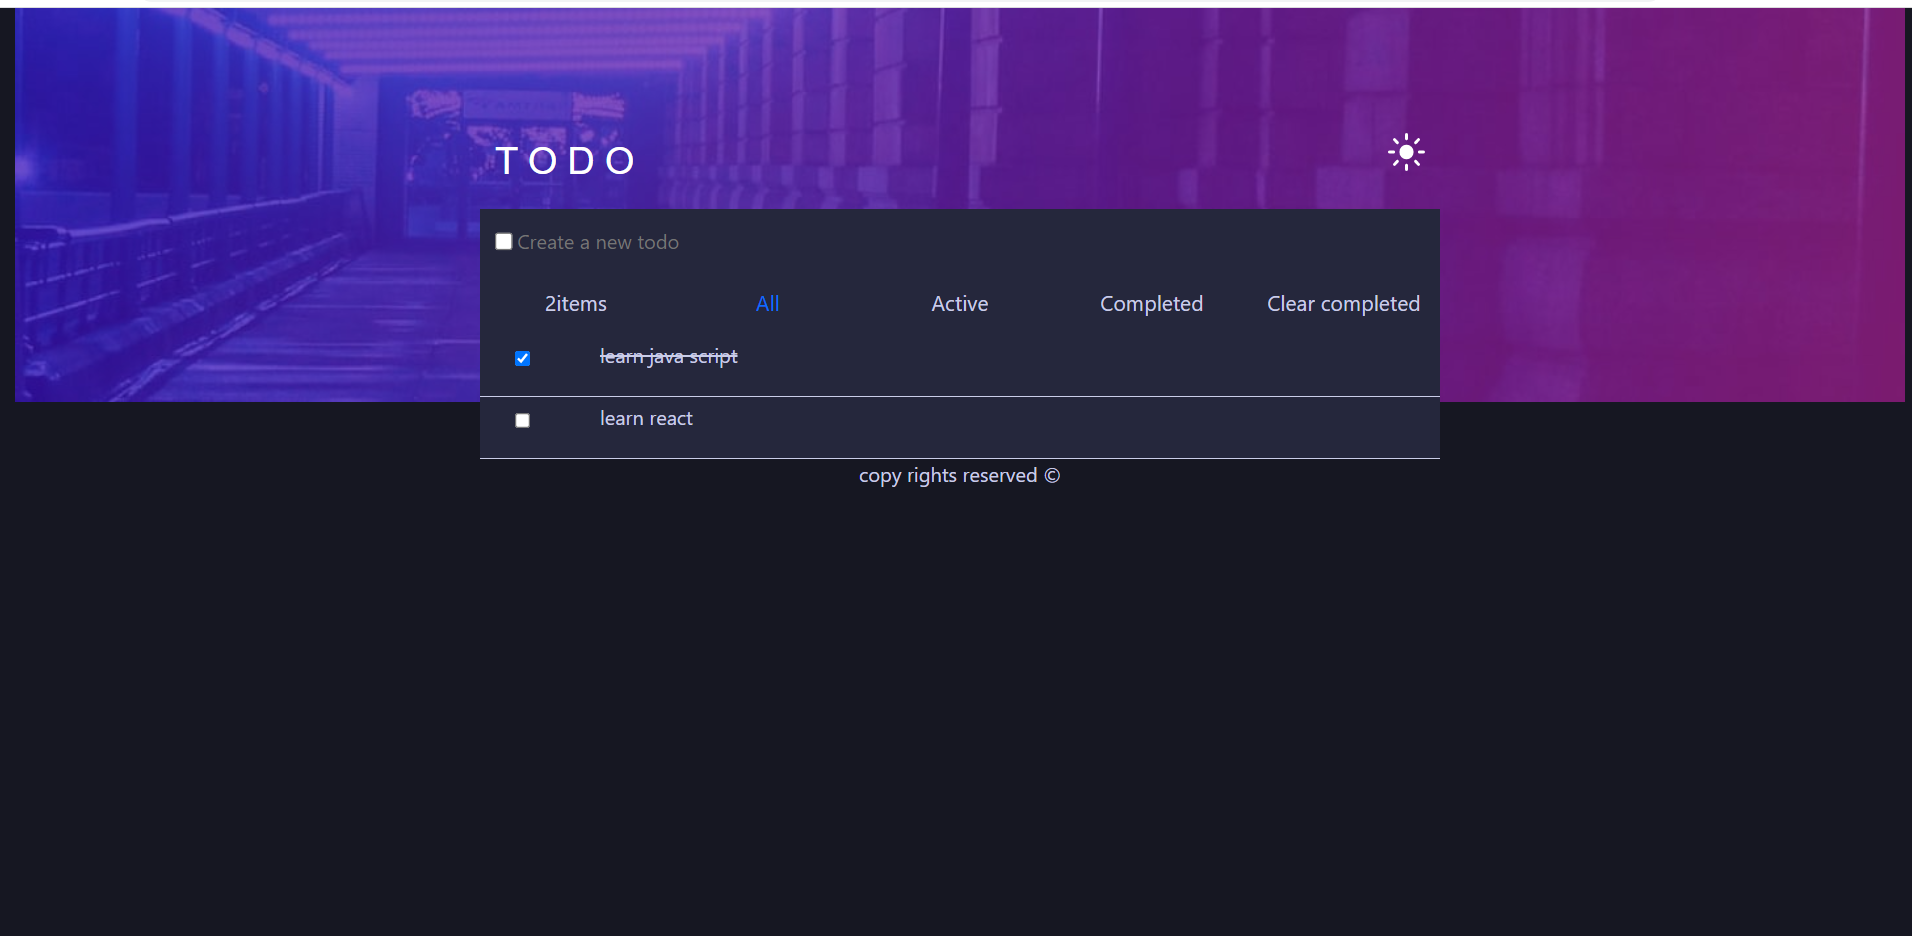 TODO
Create a new todo
2items All Active Completed Clear completed
learn java script
learn react
copy rights reserved ©